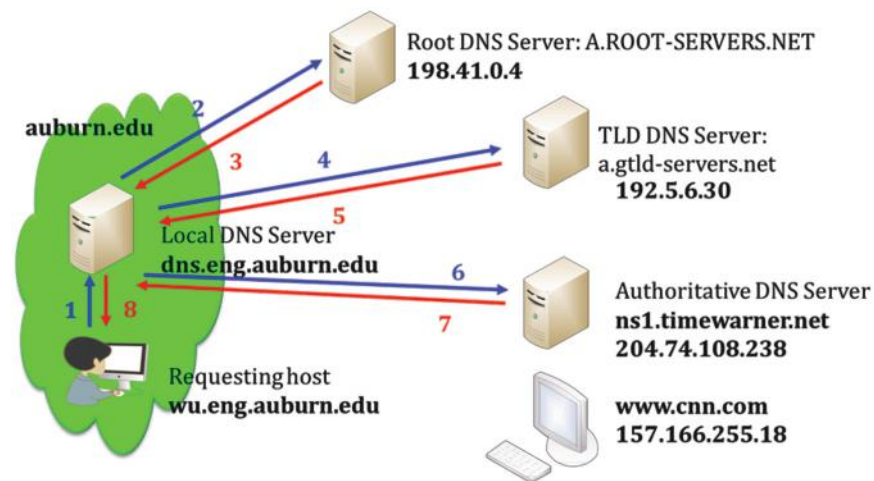 Root DNS Server: A.ROOT-SERVERS.NET
198.41.0.4
2
auburn.edu
3
4
TLD DNS Server:
a.gtld-servers.net
192.5.6.30
5
Local DNS Server
dns.eng.auburn.edu
6
1
8
7
Authoritative DNS Server
ns1.timewarner.net
204.74.108.238
Requesting host
wu.eng.auburn.edu
www.cnn.com
157.166.255.18